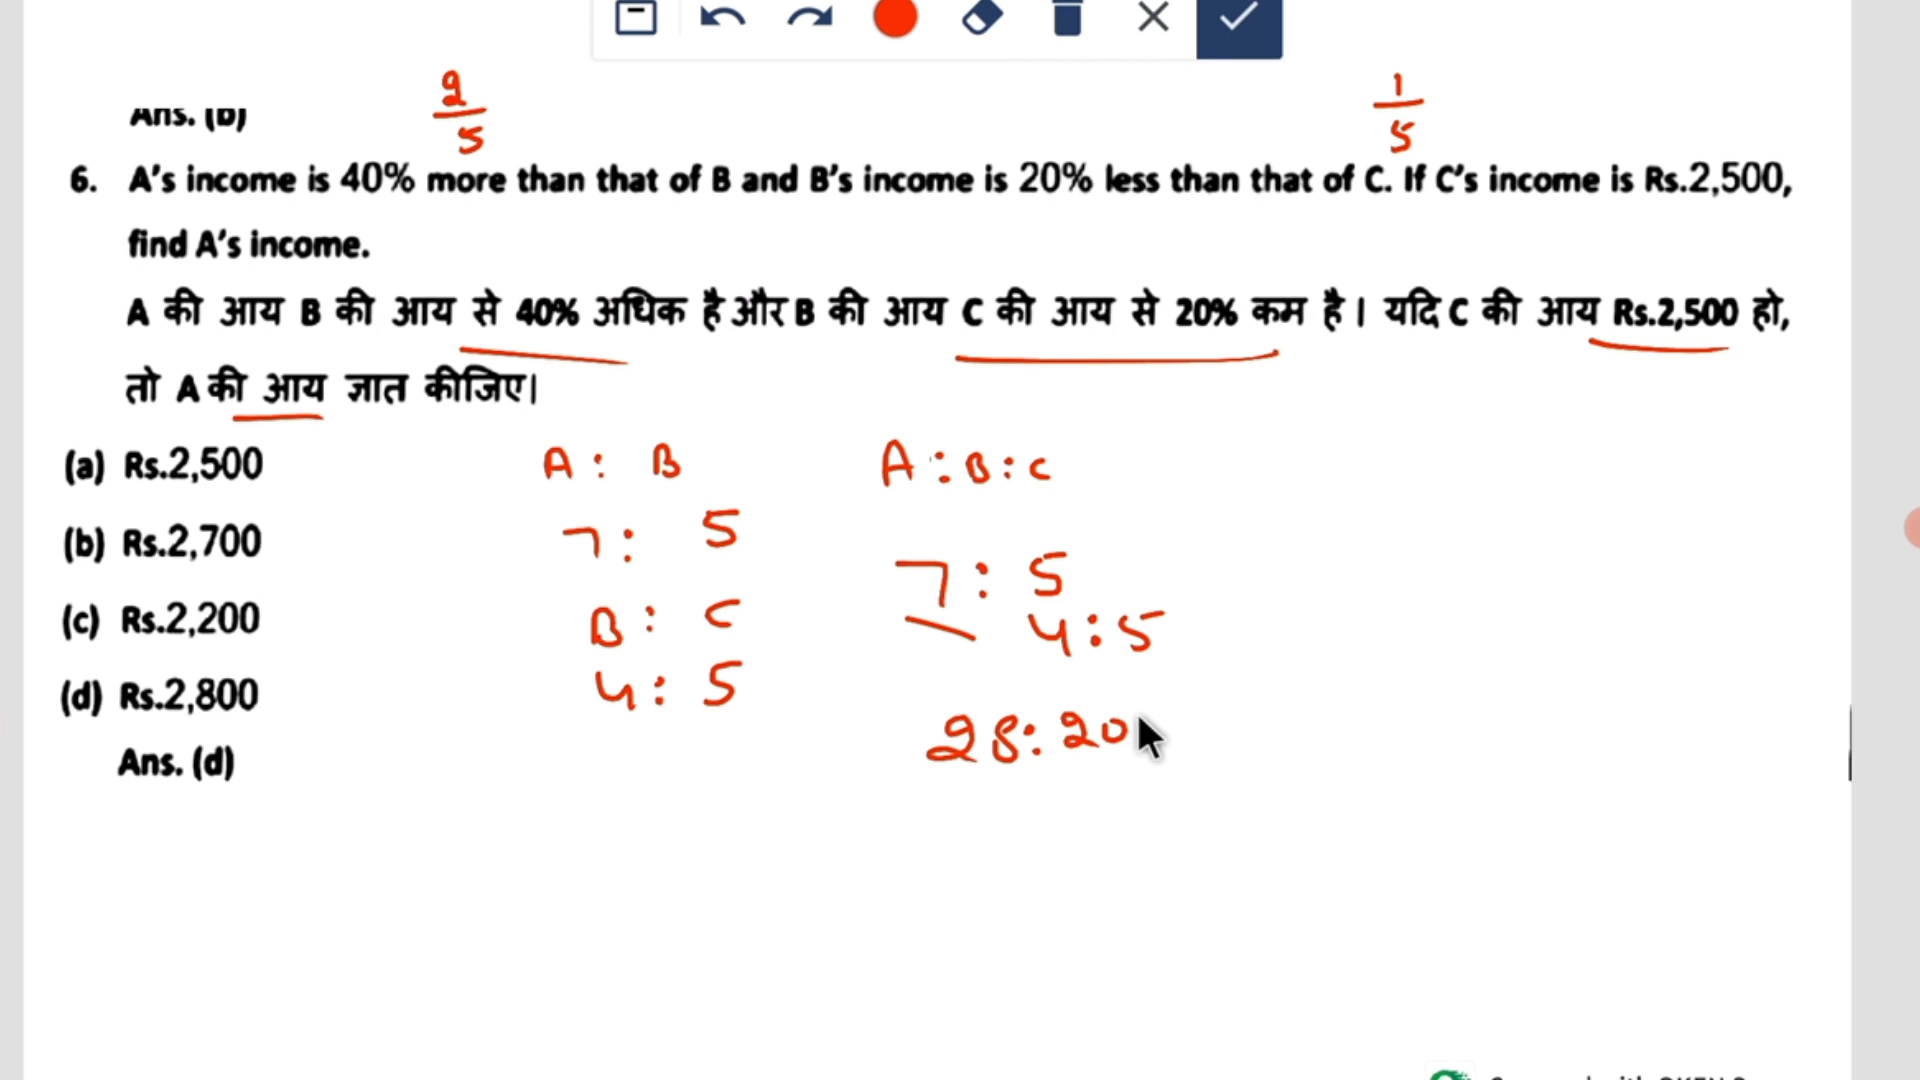 2/5
1/5
Ans. (b)
6. A's income is 40% more than that of B and B's income is 20% less than that of C. If C's income is Rs.2,500,
find A's income.
A की आय B की आय से 40% अधिक है और B की आय C की आय से 20% कम है। यदि C की आय Rs.2,500 हो,
तो A की आय ज्ञात कीजिए।
(a) Rs.2,500
(b) Rs.2,700
(c) Rs.2,200
(d) Rs.2,800
Ans. (d)
A : B
7 : 5
B : C
4 : 5
A : B : C
7 : 5
4 : 5
28 : 20